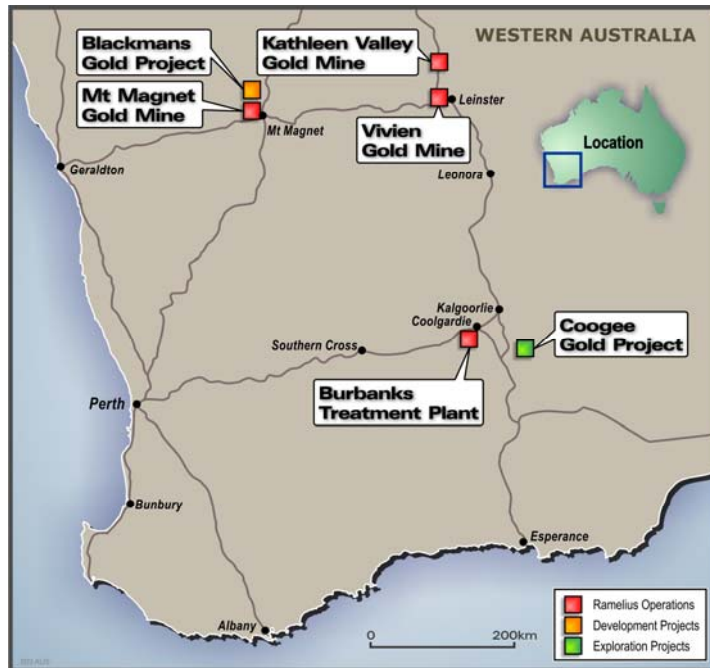 WESTERN AUSTRALIA
Blackmans
Gold Project
Kathleen Valley
Gold Mine
Mt Magnet
Gold Mine
Mt Magnet
Leinster
Vivien
Gold Mine
Location
Geraldton
Leonora
Kalgoorlie
Coolgardie
Coogee
Gold Project
Southern Cross
Burbanks
Treatment Plant
Perth
Bunbury
Esperance
Albany
0 200km
Ramelius Operations
Development Projects
Exploration Projects